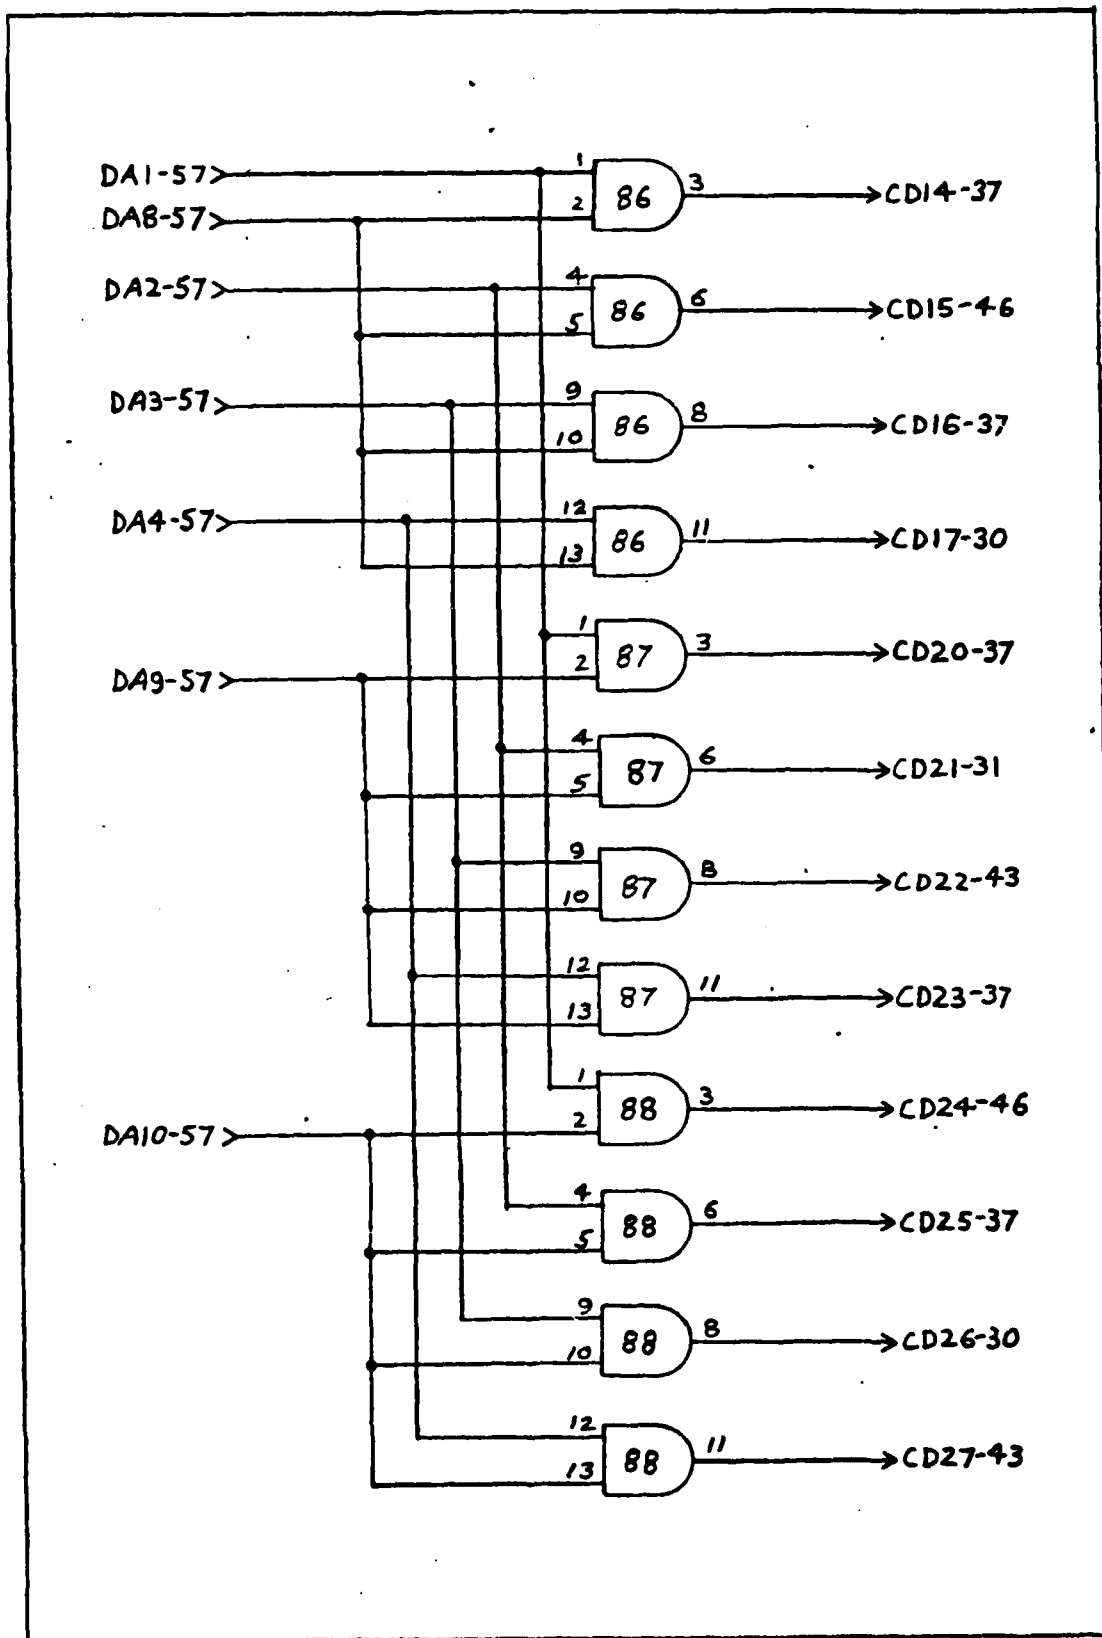 DA1-57 1 86 3 CD14-37
DA8-57 2
DA2-57 4 86 6 CD15-46
5
DA3-57 9 86 8 CD16-37
10
DA4-57 12 86 11 CD17-30
13
1 87 3 CD20-37
DA9-57 2
4 87 6 CD21-31
5
9 87 8 CD22-43
10
12 87 11 CD23-37
13
1 88 3 CD24-46
DA10-57 2
4 88 6 CD25-37
5
9 88 8 CD26-30
10
12 88 11 CD27-43
13